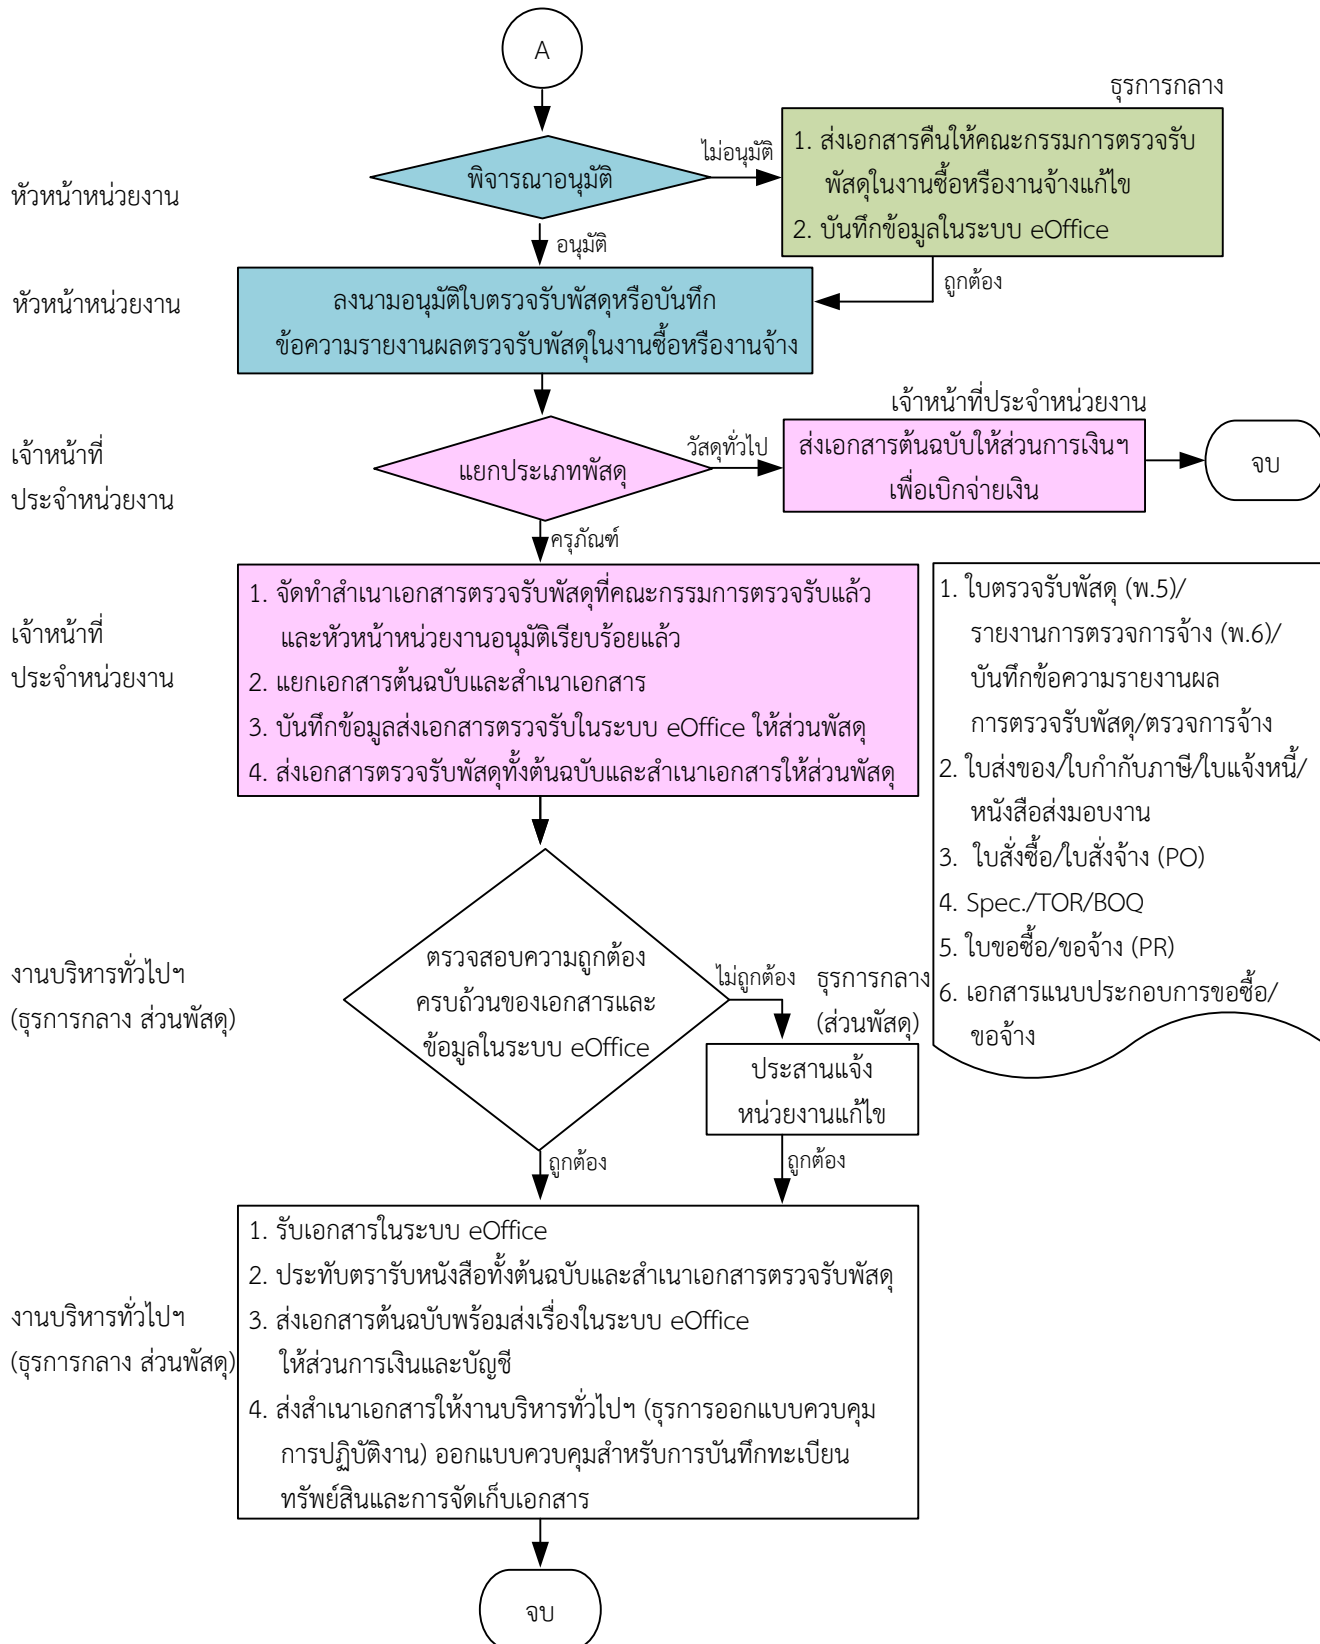 A
ธุรการกลาง
หัวหน้าหน่วยงาน
พิจารณาอนุมัติ
ไม่อนุมัติ
1. ส่งเอกสารคืนให้คณะกรรมการตรวจรับ
พัสดุในงานซื้อหรืองานจ้างแก้ไข
2. บันทึกข้อมูลในระบบ eOffice
อนุมัติ
ถูกต้อง
หัวหน้าหน่วยงาน
ลงนามอนุมัติใบตรวจรับพัสดุหรือบันทึก
ข้อความรายงานผลตรวจรับพัสดุในงานซื้อหรืองานจ้าง
เจ้าหน้าที่ประจำหน่วยงาน
เจ้าหน้าที่
ประจำหน่วยงาน
แยกประเภทพัสดุ
วัสดุทั่วไป
ส่งเอกสารต้นฉบับให้ส่วนการเงินฯ
เพื่อเบิกจ่ายเงิน
จบ
ครุภัณฑ์
เจ้าหน้าที่
ประจำหน่วยงาน
1. จัดทำสำเนาเอกสารตรวจรับพัสดุที่คณะกรรมการตรวจรับแล้ว
และหัวหน้าหน่วยงานอนุมัติเรียบร้อยแล้ว
2. แยกเอกสารต้นฉบับและสำเนาเอกสาร
3. บันทึกข้อมูลส่งเอกสารตรวจรับในระบบ eOffice ให้ส่วนพัสดุ
4. ส่งเอกสารตรวจรับพัสดุทั้งต้นฉบับและสำเนาเอกสารให้ส่วนพัสดุ
1. ใบตรวจรับพัสดุ (พ.5)/
รายงานการตรวจการจ้าง (พ.6)/
บันทึกข้อความรายงานผล
การตรวจรับพัสดุ/ตรวจการจ้าง
2. ใบส่งของ/ใบกำกับภาษี/ใบแจ้งหนี้/
หนังสือส่งมอบงาน
3. ใบสั่งซื้อ/ใบสั่งจ้าง (PO)
4. Spec./TOR/BOQ
5. ใบขอซื้อ/ขอจ้าง (PR)
6. เอกสารแนบประกอบการขอซื้อ/
ขอจ้าง
งานบริหารทั่วไปฯ
(ธุรการกลาง ส่วนพัสดุ)
ตรวจสอบความถูกต้อง
ครบถ้วนของเอกสารและ
ข้อมูลในระบบ eOffice
ไม่ถูกต้อง
ธุรการกลาง
(ส่วนพัสดุ)
ประสานแจ้ง
หน่วยงานแก้ไข
ถูกต้อง
ถูกต้อง
งานบริหารทั่วไปฯ
(ธุรการกลาง ส่วนพัสดุ)
1. รับเอกสารในระบบ eOffice
2. ประทับตรารับหนังสือทั้งต้นฉบับและสำเนาเอกสารตรวจรับพัสดุ
3. ส่งเอกสารต้นฉบับพร้อมส่งเรื่องในระบบ eOffice
ให้ส่วนการเงินและบัญชี
4. ส่งสำเนาเอกสารให้งานบริหารทั่วไปฯ (ธุรการออกแบบควบคุม
การปฏิบัติงาน) ออกแบบควบคุมสำหรับการบันทึกทะเบียน
ทรัพย์สินและการจัดเก็บเอกสาร
จบ